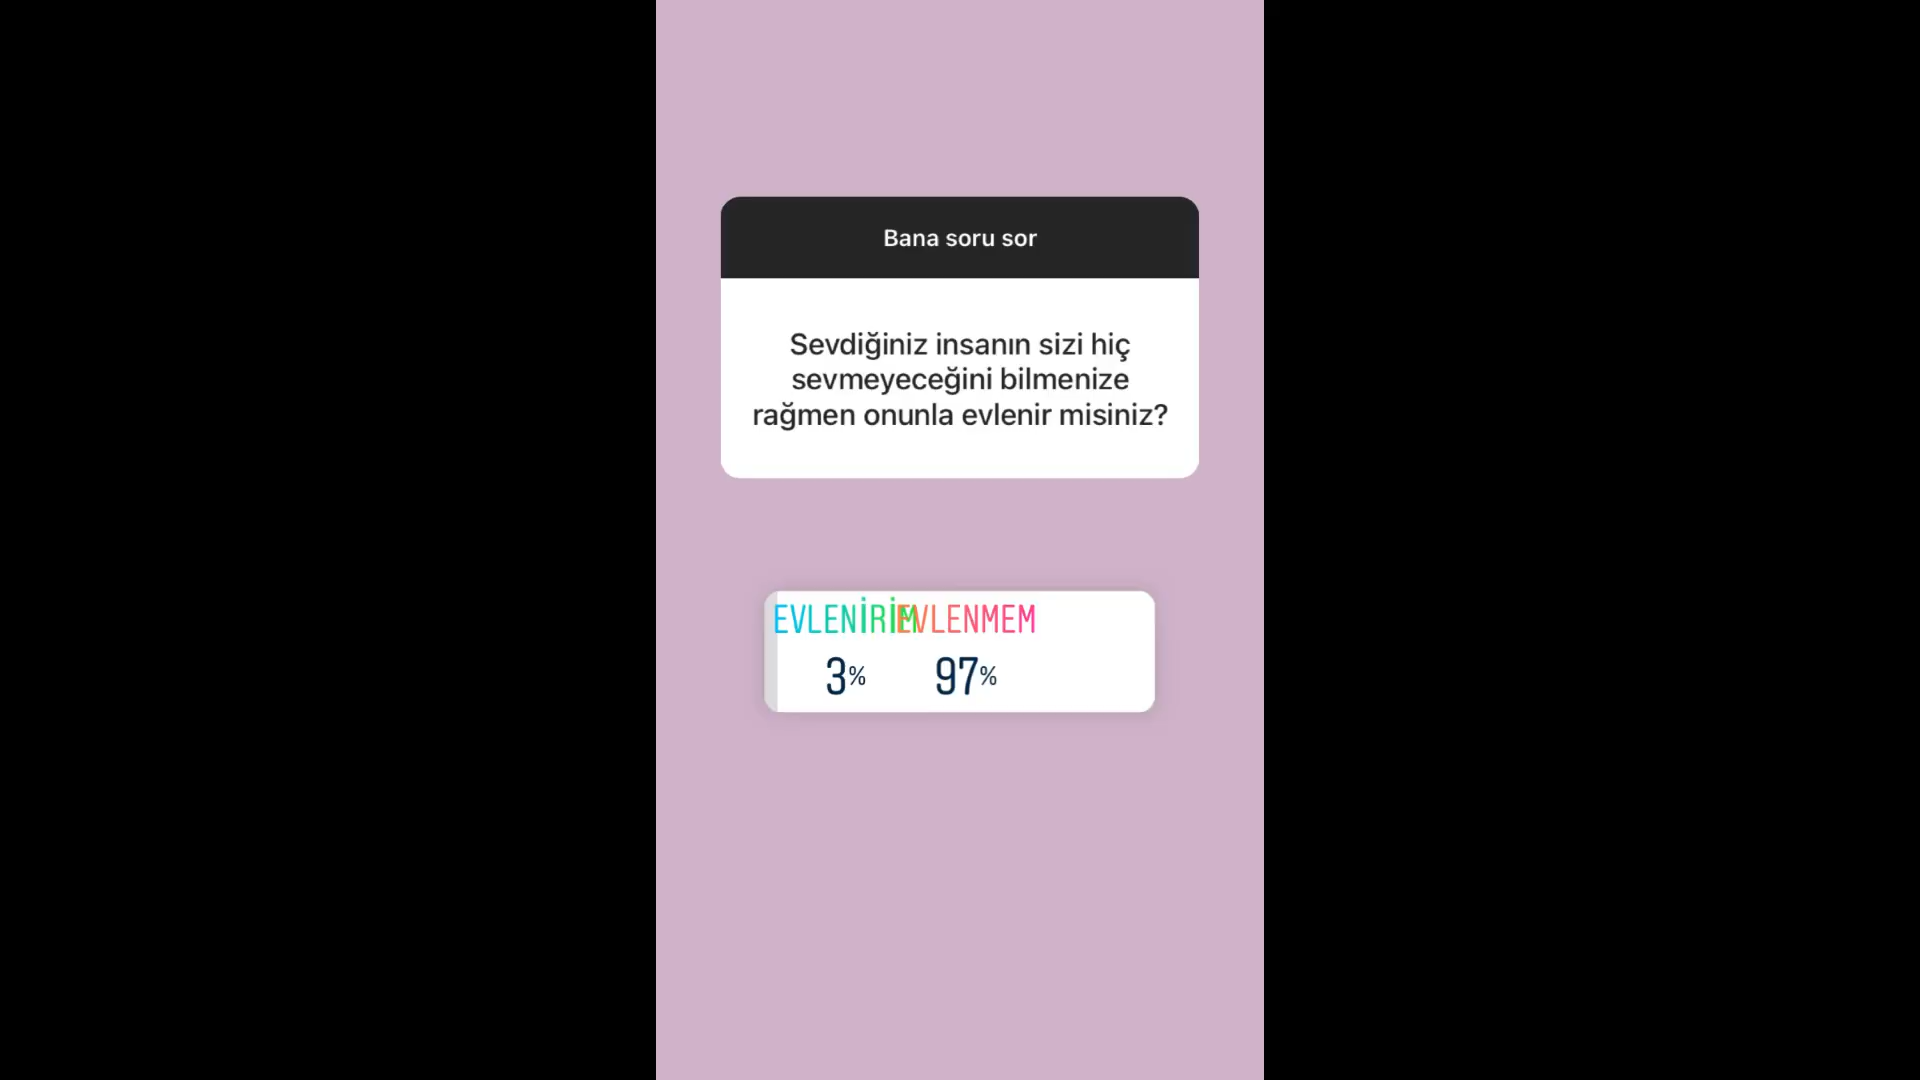 Bana soru sor
Sevdiğiniz insanın sizi hiç
sevmeyeceğini bilmenize
rağmen onunla evlenir misiniz?
EVLENİRİM EVLENMEM
3% 97%